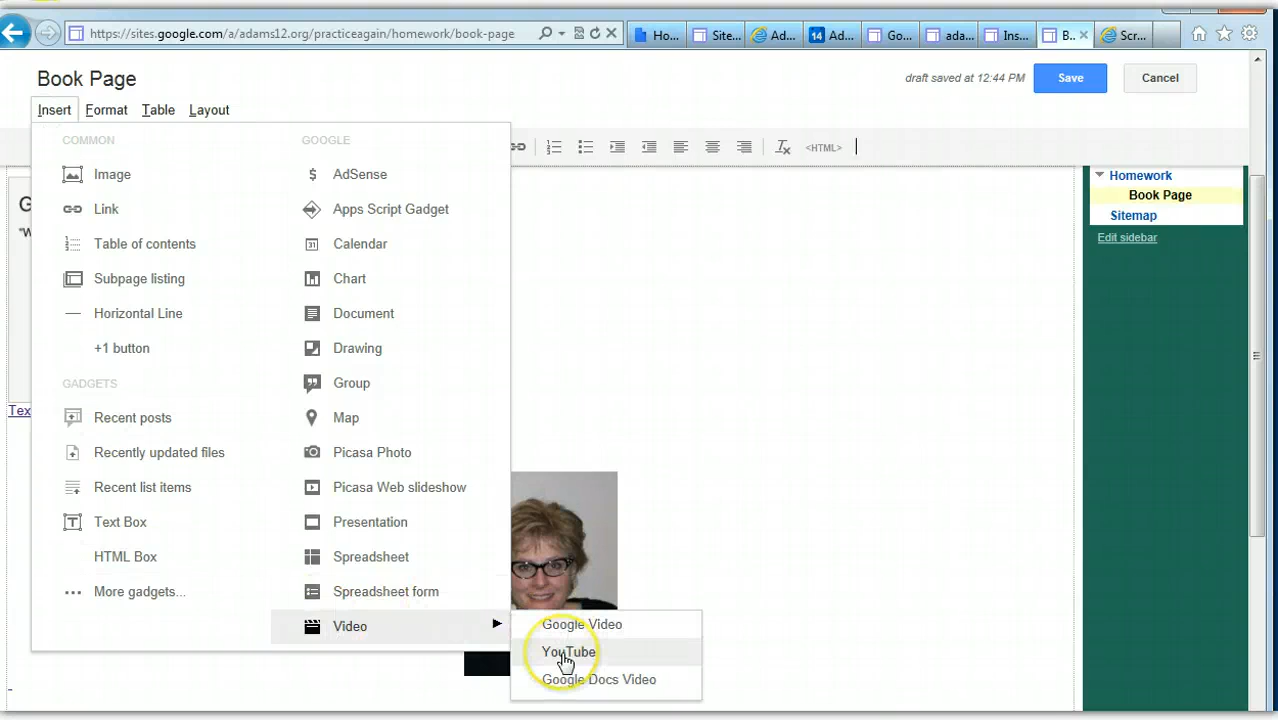 https://sites.google.com/a/adams12.org/practiceagain/homework/book-page
Ho...
Site...
Ad...
14 Ad...
Go...
ada...
Ins...
B...
Scr...
Book Page
draft saved at 12:44 PM
Save
Cancel
Insert Format Table Layout
<HTML>
COMMON
Image
Link
Table of contents
Subpage listing
Horizontal Line
+1 button
GADGETS
Recent posts
Recently updated files
Recent list items
Text Box
HTML Box
More gadgets...
GOOGLE
AdSense
Apps Script Gadget
31 Calendar
Chart
Document
Drawing
Group
Map
Picasa Photo
Picasa Web slideshow
Presentation
Spreadsheet
Spreadsheet form
Video
Google Video
YouTube
Google Docs Video
G
"W
Tex
Homework
Book Page
Sitemap
Edit sidebar